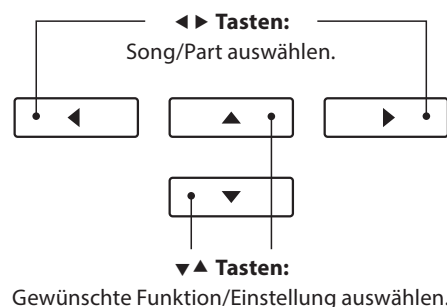 ◀ ▶ Tasten:
Song/Part auswählen.
▼▲ Tasten:
Gewünschte Funktion/Einstellung auswählen.